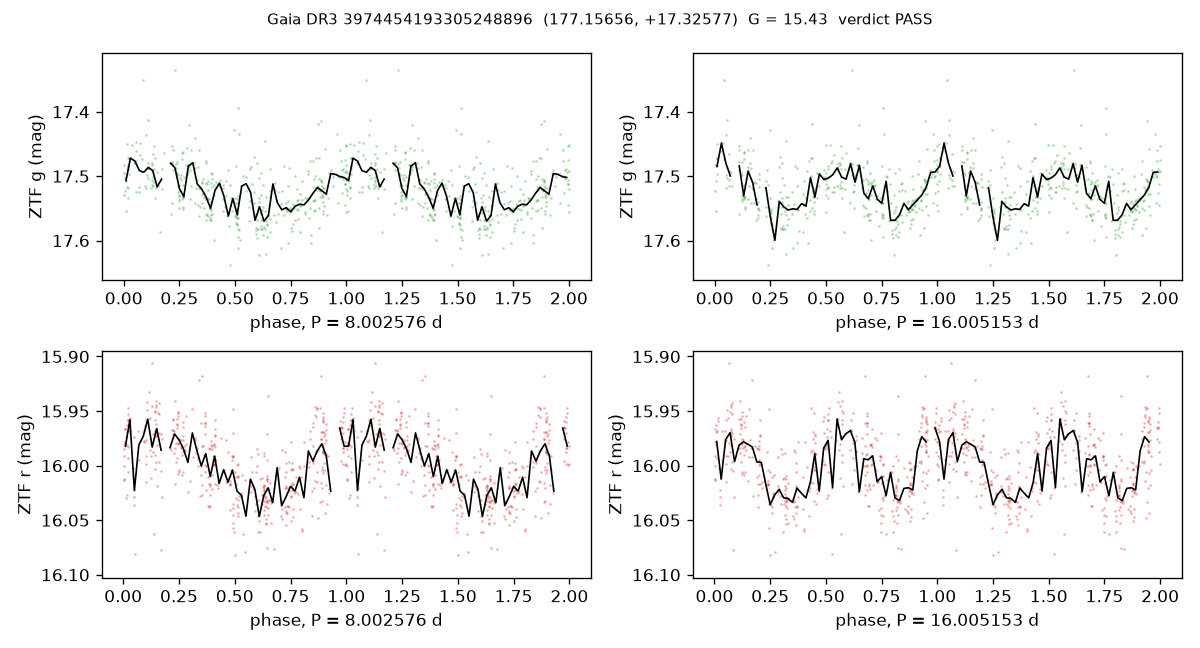 Gaia DR3 3974454193305248896 (177.15656, +17.32577) G = 15.43 verdict PASS
ZTF g (mag)
17.4
17.5
17.6
0.00 0.25 0.50 0.75 1.00 1.25 1.50 1.75 2.00
phase, P = 8.002576 d
ZTF g (mag)
17.4
17.5
17.6
0.00 0.25 0.50 0.75 1.00 1.25 1.50 1.75 2.00
phase, P = 16.005153 d
ZTF r (mag)
15.90
15.95
16.00
16.05
16.10
0.00 0.25 0.50 0.75 1.00 1.25 1.50 1.75 2.00
phase, P = 8.002576 d
ZTF r (mag)
15.90
15.95
16.00
16.05
16.10
0.00 0.25 0.50 0.75 1.00 1.25 1.50 1.75 2.00
phase, P = 16.005153 d